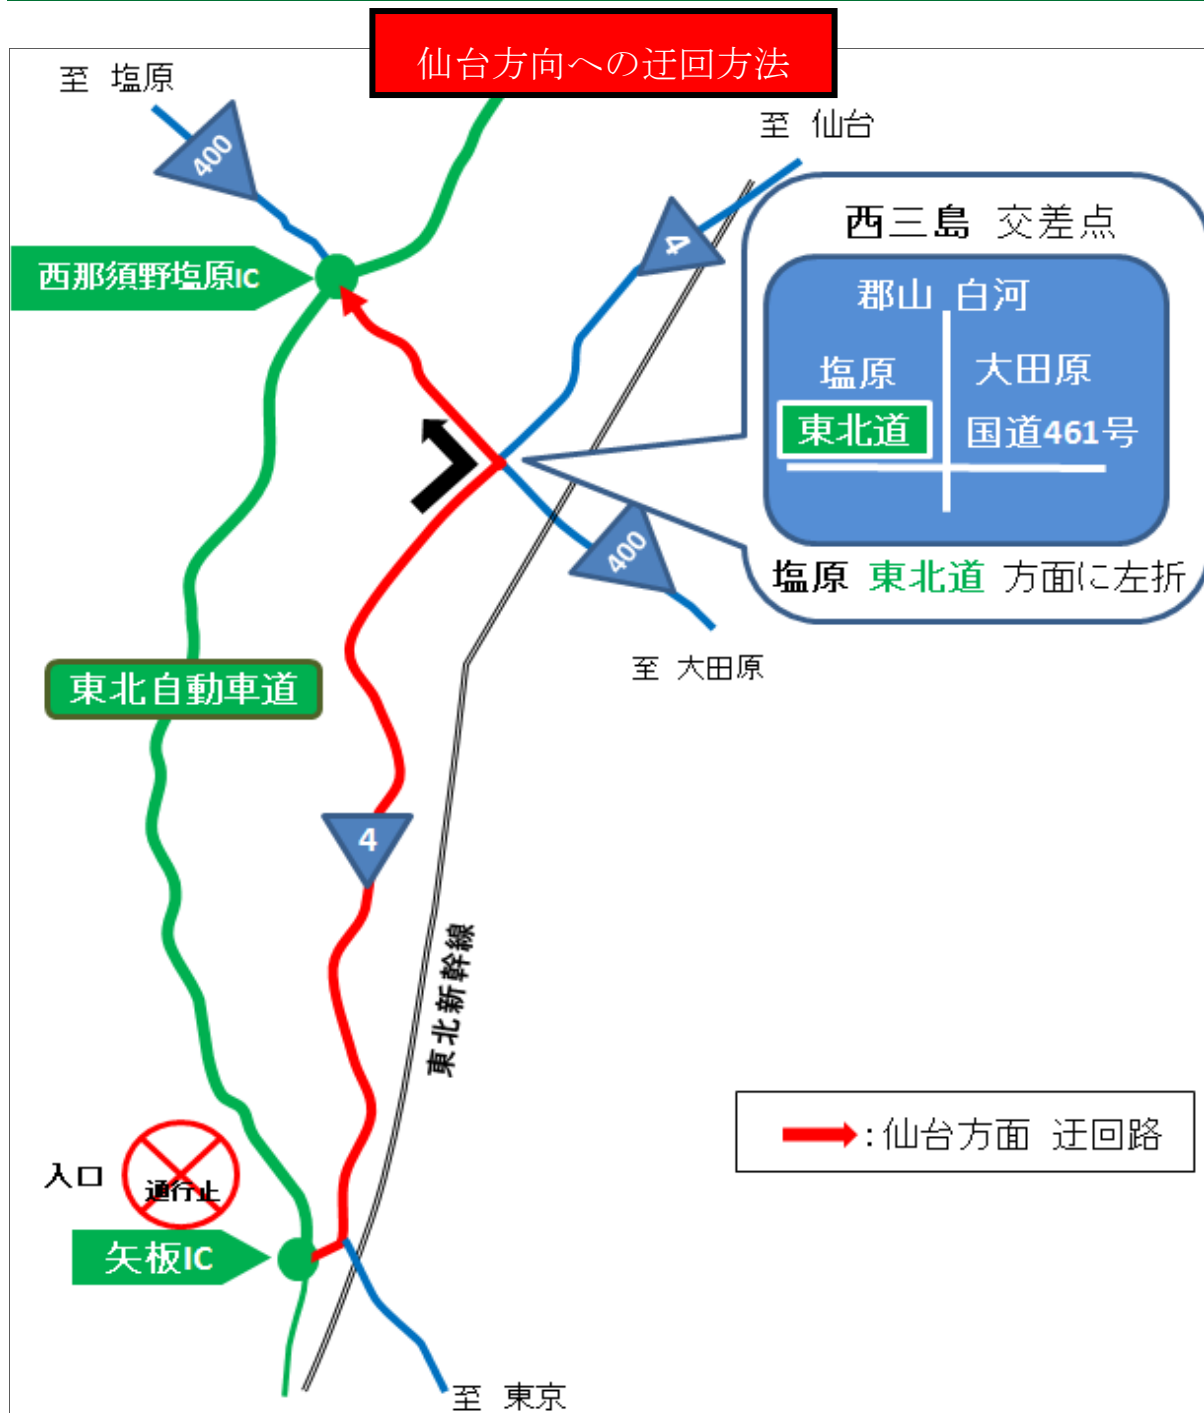 仙台方向への迂回方法
至 塩原
400
至 仙台
4
西那須野塩原IC
西三島 交差点
郡山 白河
塩原 大田原
東北道 国道461号
塩原 東北道 方面に左折
400
至 大田原
東北自動車道
4
東北新幹線
:仙台方面 迂回路
入口
通行止
矢板IC
至 東京